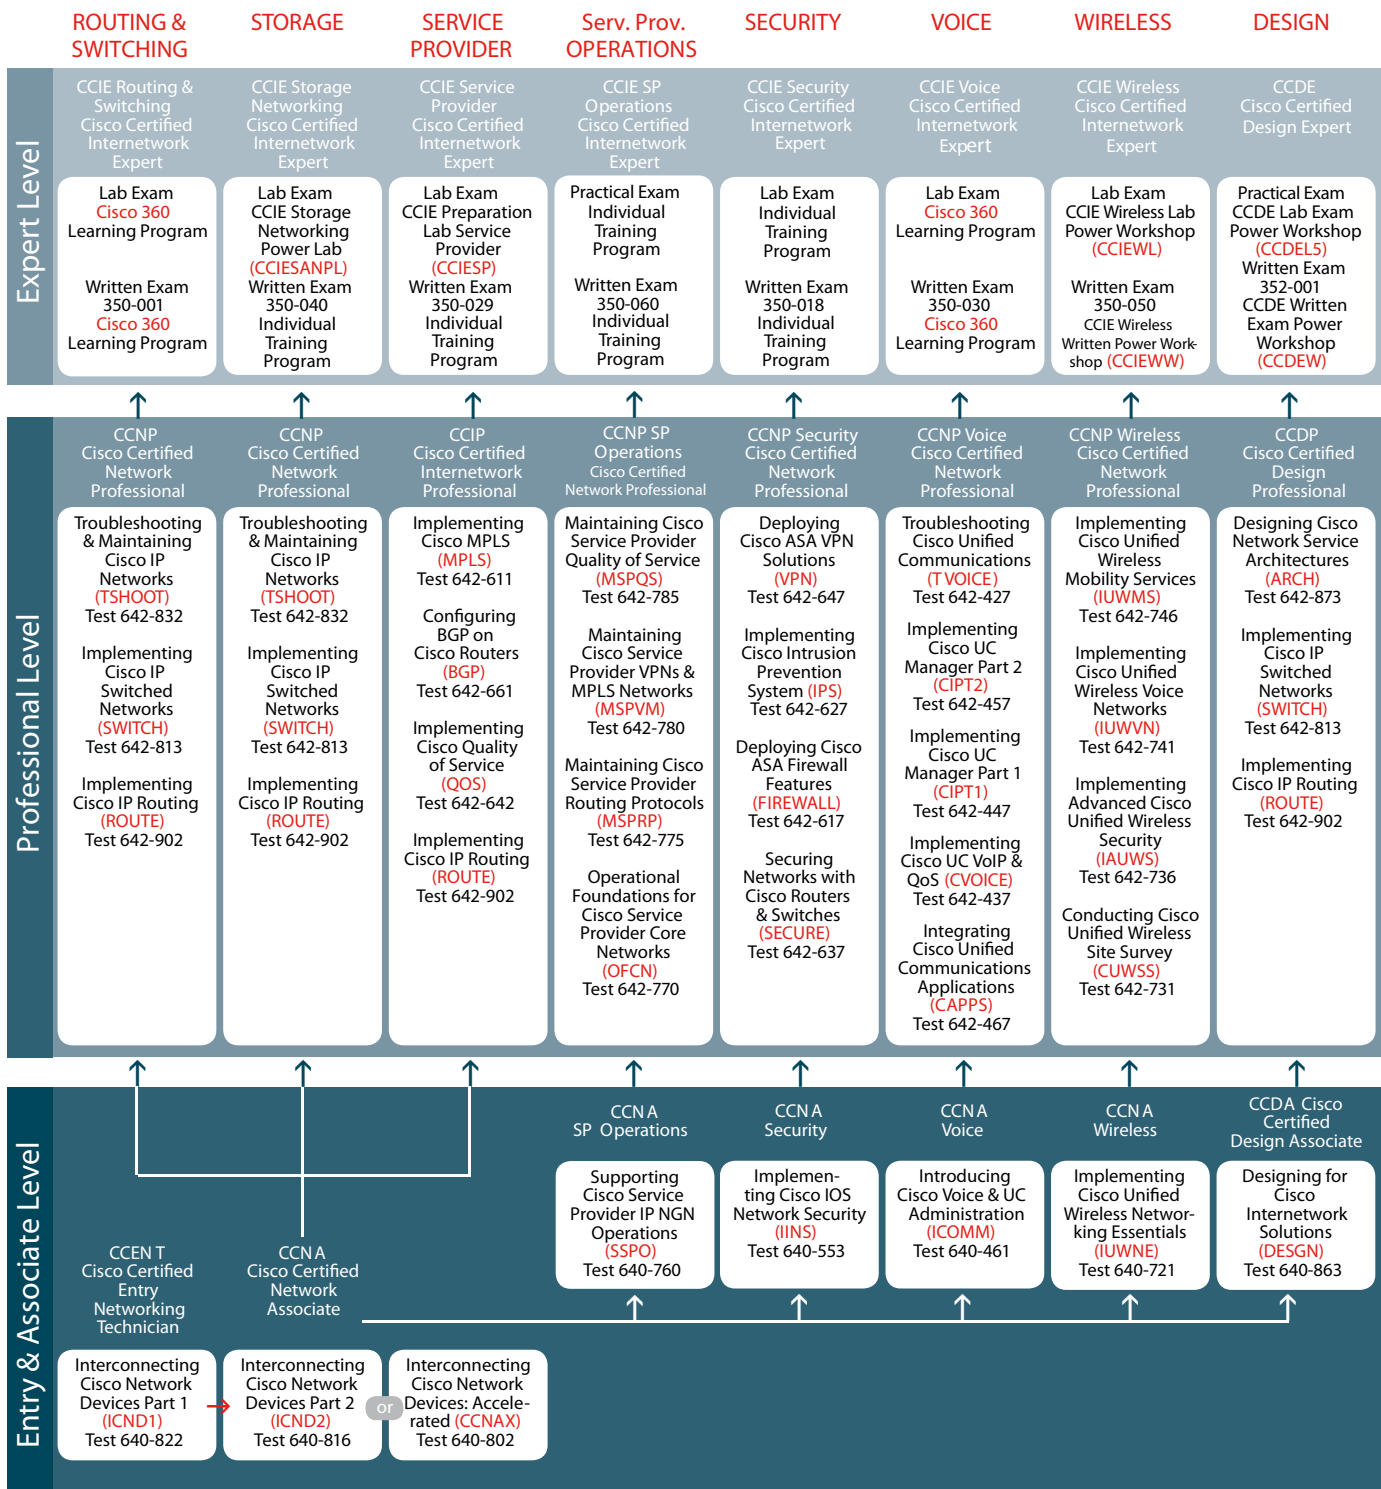 ROUTING &
SWITCHING
STORAGE
SERVICE
PROVIDER
Serv. Prov.
OPERATIONS
SECURITY
VOICE
WIRELESS
DESIGN
Expert Level
CCIE Routing &
Switching
Cisco Certified
Internetwork
Expert
Lab Exam
Cisco 360
Learning Program
Written Exam
350-001
Cisco 360
Learning Program
CCIE Storage
Networking
Cisco Certified
Internetwork
Expert
Lab Exam
CCIE Storage
Networking
Power Lab
(CCIESANPL)
Written Exam
350-040
Individual
Training
Program
CCIE Service
Provider
Cisco Certified
Internetwork
Expert
Lab Exam
CCIE Preparation
Lab Service
Provider
(CCIESP)
Written Exam
350-029
Individual
Training
Program
CCIE SP
Operations
Cisco Certified
Internetwork
Expert
Practical Exam
Individual
Training
Program
Written Exam
350-060
Individual
Training
Program
CCIE Security
Cisco Certified
Internetwork
Expert
Lab Exam
Individual
Training
Program
Written Exam
350-018
Individual
Training
Program
CCIE Voice
Cisco Certified
Internetwork
Expert
Lab Exam
Cisco 360
Learning Program
Written Exam
350-030
Cisco 360
Learning Program
CCIE Wireless
Cisco Certified
Internetwork
Expert
Lab Exam
CCIE Wireless Lab
Power Workshop
(CCIEWL)
Written Exam
350-050
CCIE Wireless
Written Power Work-
shop (CCIEWW)
CCDE
Cisco Certified
Design Expert
Practical Exam
CCDE Lab Exam
Power Workshop
(CCDEL5)
Written Exam
352-001
CCDE Written
Exam Power
Workshop
(CCDEW)
Professional Level
CCNP
Cisco Certified
Network
Professional
Troubleshooting
& Maintaining
Cisco IP
Networks
(TSHOOT)
Test 642-832
Implementing
Cisco IP
Switched
Networks
(SWITCH)
Test 642-813
Implementing
Cisco IP Routing
(ROUTE)
Test 642-902
CCNP
Cisco Certified
Network
Professional
Troubleshooting
& Maintaining
Cisco IP
Networks
(TSHOOT)
Test 642-832
Implementing
Cisco IP
Switched
Networks
(SWITCH)
Test 642-813
Implementing
Cisco IP Routing
(ROUTE)
Test 642-902
CCIP
Cisco Certified
Internetwork
Professional
Implementing
Cisco MPLS
(MPLS)
Test 642-611
Configuring
BGP on
Cisco Routers
(BGP)
Test 642-661
Implementing
Cisco Quality
of Service
(QOS)
Test 642-642
Implementing
Cisco IP Routing
(ROUTE)
Test 642-902
CCNP SP
Operations
Cisco Certified
Network Professional
Maintaining Cisco
Service Provider
Quality of Service
(MSPQS)
Test 642-785
Maintaining
Cisco Service
Provider VPNs &
MPLS Networks
(MSPVM)
Test 642-780
Maintaining Cisco
Service Provider
Routing Protocols
(MSPRP)
Test 642-775
Operational
Foundations for
Cisco Service
Provider Core
Networks
(OFCN)
Test 642-770
CCNP Security
Cisco Certified
Network
Professional
Deploying
Cisco ASA VPN
Solutions
(VPN)
Test 642-647
Implementing
Cisco Intrusion
Prevention
System (IPS)
Test 642-627
Deploying Cisco
ASA Firewall
Features
(FIREWALL)
Test 642-617
Securing
Networks with
Cisco Routers
& Switches
(SECURE)
Test 642-637
CCNP Voice
Cisco Certified
Network
Professional
Troubleshooting
Cisco Unified
Communications
(TVOICE)
Test 642-427
Implementing
Cisco UC
Manager Part 2
(CIPT2)
Test 642-457
Implementing
Cisco UC
Manager Part 1
(CIPT1)
Test 642-447
Implementing
Cisco UC VoIP &
QoS (CVOICE)
Test 642-437
Integrating
Cisco Unified
Communications
Applications
(CAPPS)
Test 642-467
CCNP Wireless
Cisco Certified
Network
Professional
Implementing
Cisco Unified
Wireless
Mobility Services
(IUWMS)
Test 642-746
Implementing
Cisco Unified
Wireless Voice
Networks
(IUWVN)
Test 642-741
Implementing
Advanced Cisco
Unified Wireless
Security
(IAUWS)
Test 642-736
Conducting Cisco
Unified Wireless
Site Survey
(CUWSS)
Test 642-731
CCDP
Cisco Certified
Design
Professional
Designing Cisco
Network Service
Architectures
(ARCH)
Test 642-873
Implementing
Cisco IP
Switched
Networks
(SWITCH)
Test 642-813
Implementing
Cisco IP Routing
(ROUTE)
Test 642-902
Entry & Associate Level
CCENT
Cisco Certified
Entry
Networking
Technician
Interconnecting
Cisco Network
Devices Part 1
(ICND1)
Test 640-822
CCNA
Cisco Certified
Network
Associate
Interconnecting
Cisco Network
Devices Part 2
(ICND2)
Test 640-816
or
Interconnecting
Cisco Network
Devices: Accele-
rated (CCNAX)
Test 640-802
CCNA
SP Operations
Supporting
Cisco Service
Provider IP NGN
Operations
(SSPO)
Test 640-760
CCNA
Security
Implemen-
ting Cisco IOS
Network Security
(IINS)
Test 640-553
CCNA
Voice
Introducing
Cisco Voice & UC
Administration
(ICOMM)
Test 640-461
CCNA
Wireless
Implementing
Cisco Unified
Wireless Networ-
king Essentials
(IUWNE)
Test 640-721
CCDA Cisco
Certified
Design Associate
Designing for
Cisco
Internetwork
Solutions
(DESGN)
Test 640-863